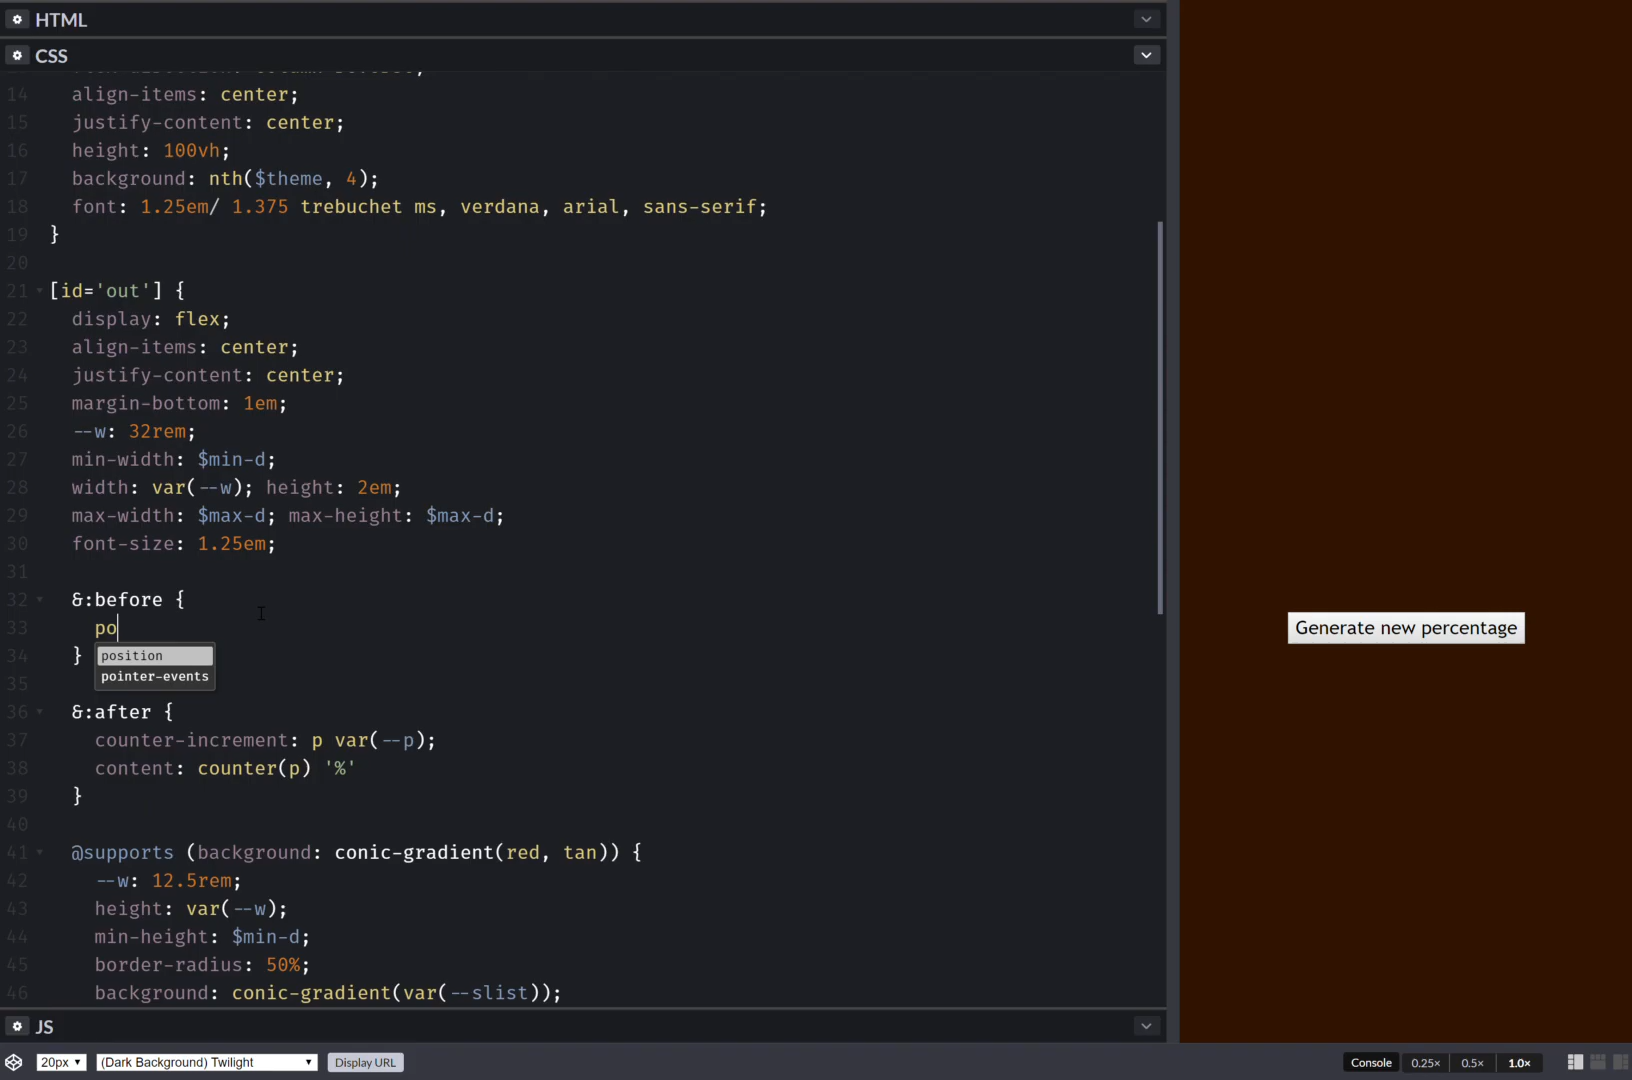 HTML
CSS
14 align-items: center;
15 justify-content: center;
16 height: 100vh;
17 background: nth($theme, 4);
18 font: 1.25em/ 1.375 trebuchet ms, verdana, arial, sans-serif;
19 }
20
21 [id='out'] {
22 display: flex;
23 align-items: center;
24 justify-content: center;
25 margin-bottom: 1em;
26 --w: 32rem;
27 min-width: $min-d;
28 width: var(--w); height: 2em;
29 max-width: $max-d; max-height: $max-d;
30 font-size: 1.25em;
31
32 &:before {
33 po
34 }
position
pointer-events
35
36 &:after {
37 counter-increment: p var(--p);
38 content: counter(p) '%'
39 }
40
41 @supports (background: conic-gradient(red, tan)) {
42 --w: 12.5rem;
43 height: var(--w);
44 min-height: $min-d;
45 border-radius: 50%;
46 background: conic-gradient(var(--slist));
Generate new percentage
JS
20px (Dark Background) Twilight Display URL Console 0.25× 0.5× 1.0×